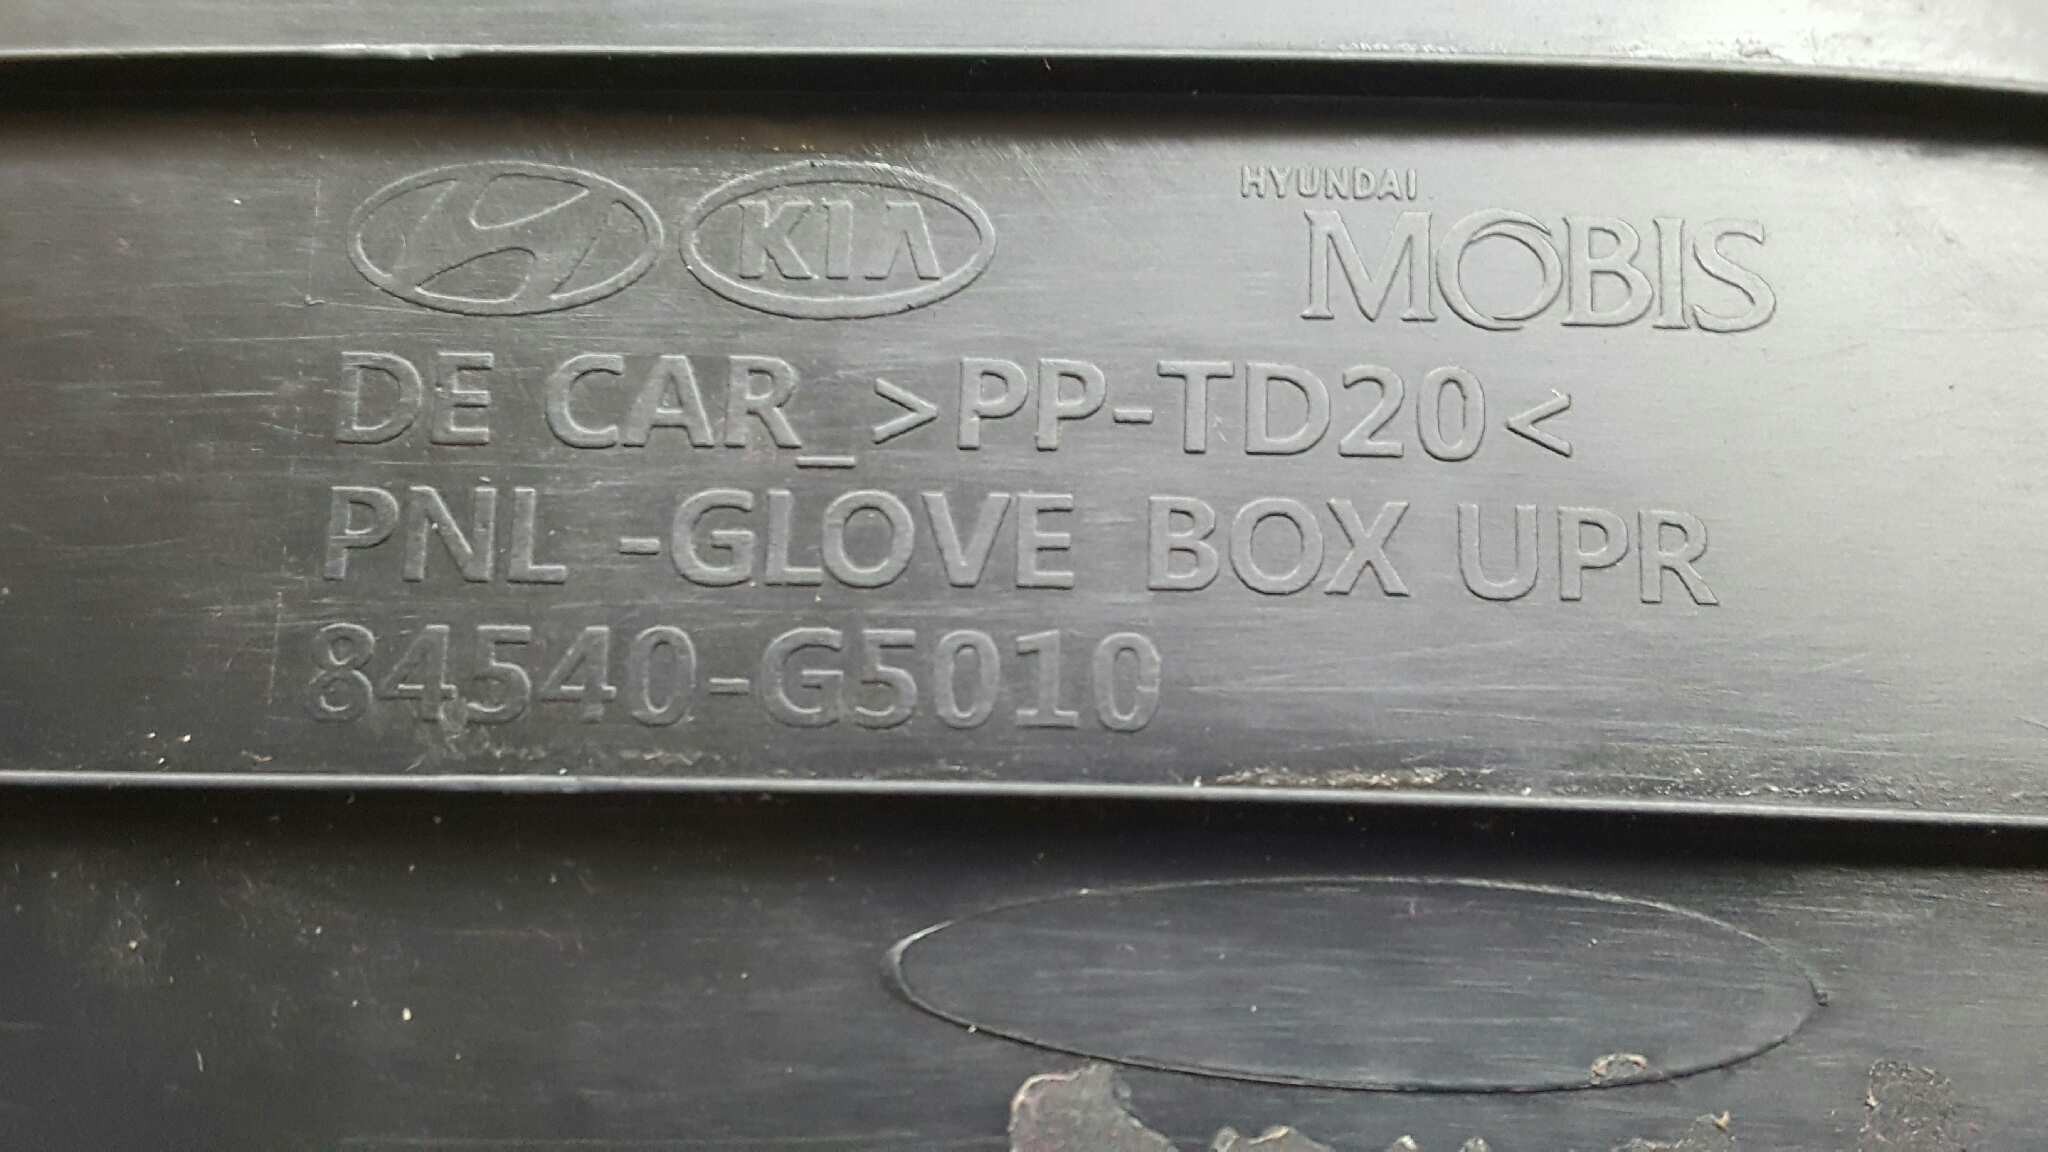 KIA
HYUNDAI
MOBIS
DE CAR_>PP-TD20<
PNL -GLOVE BOX UPR
84540-G5010